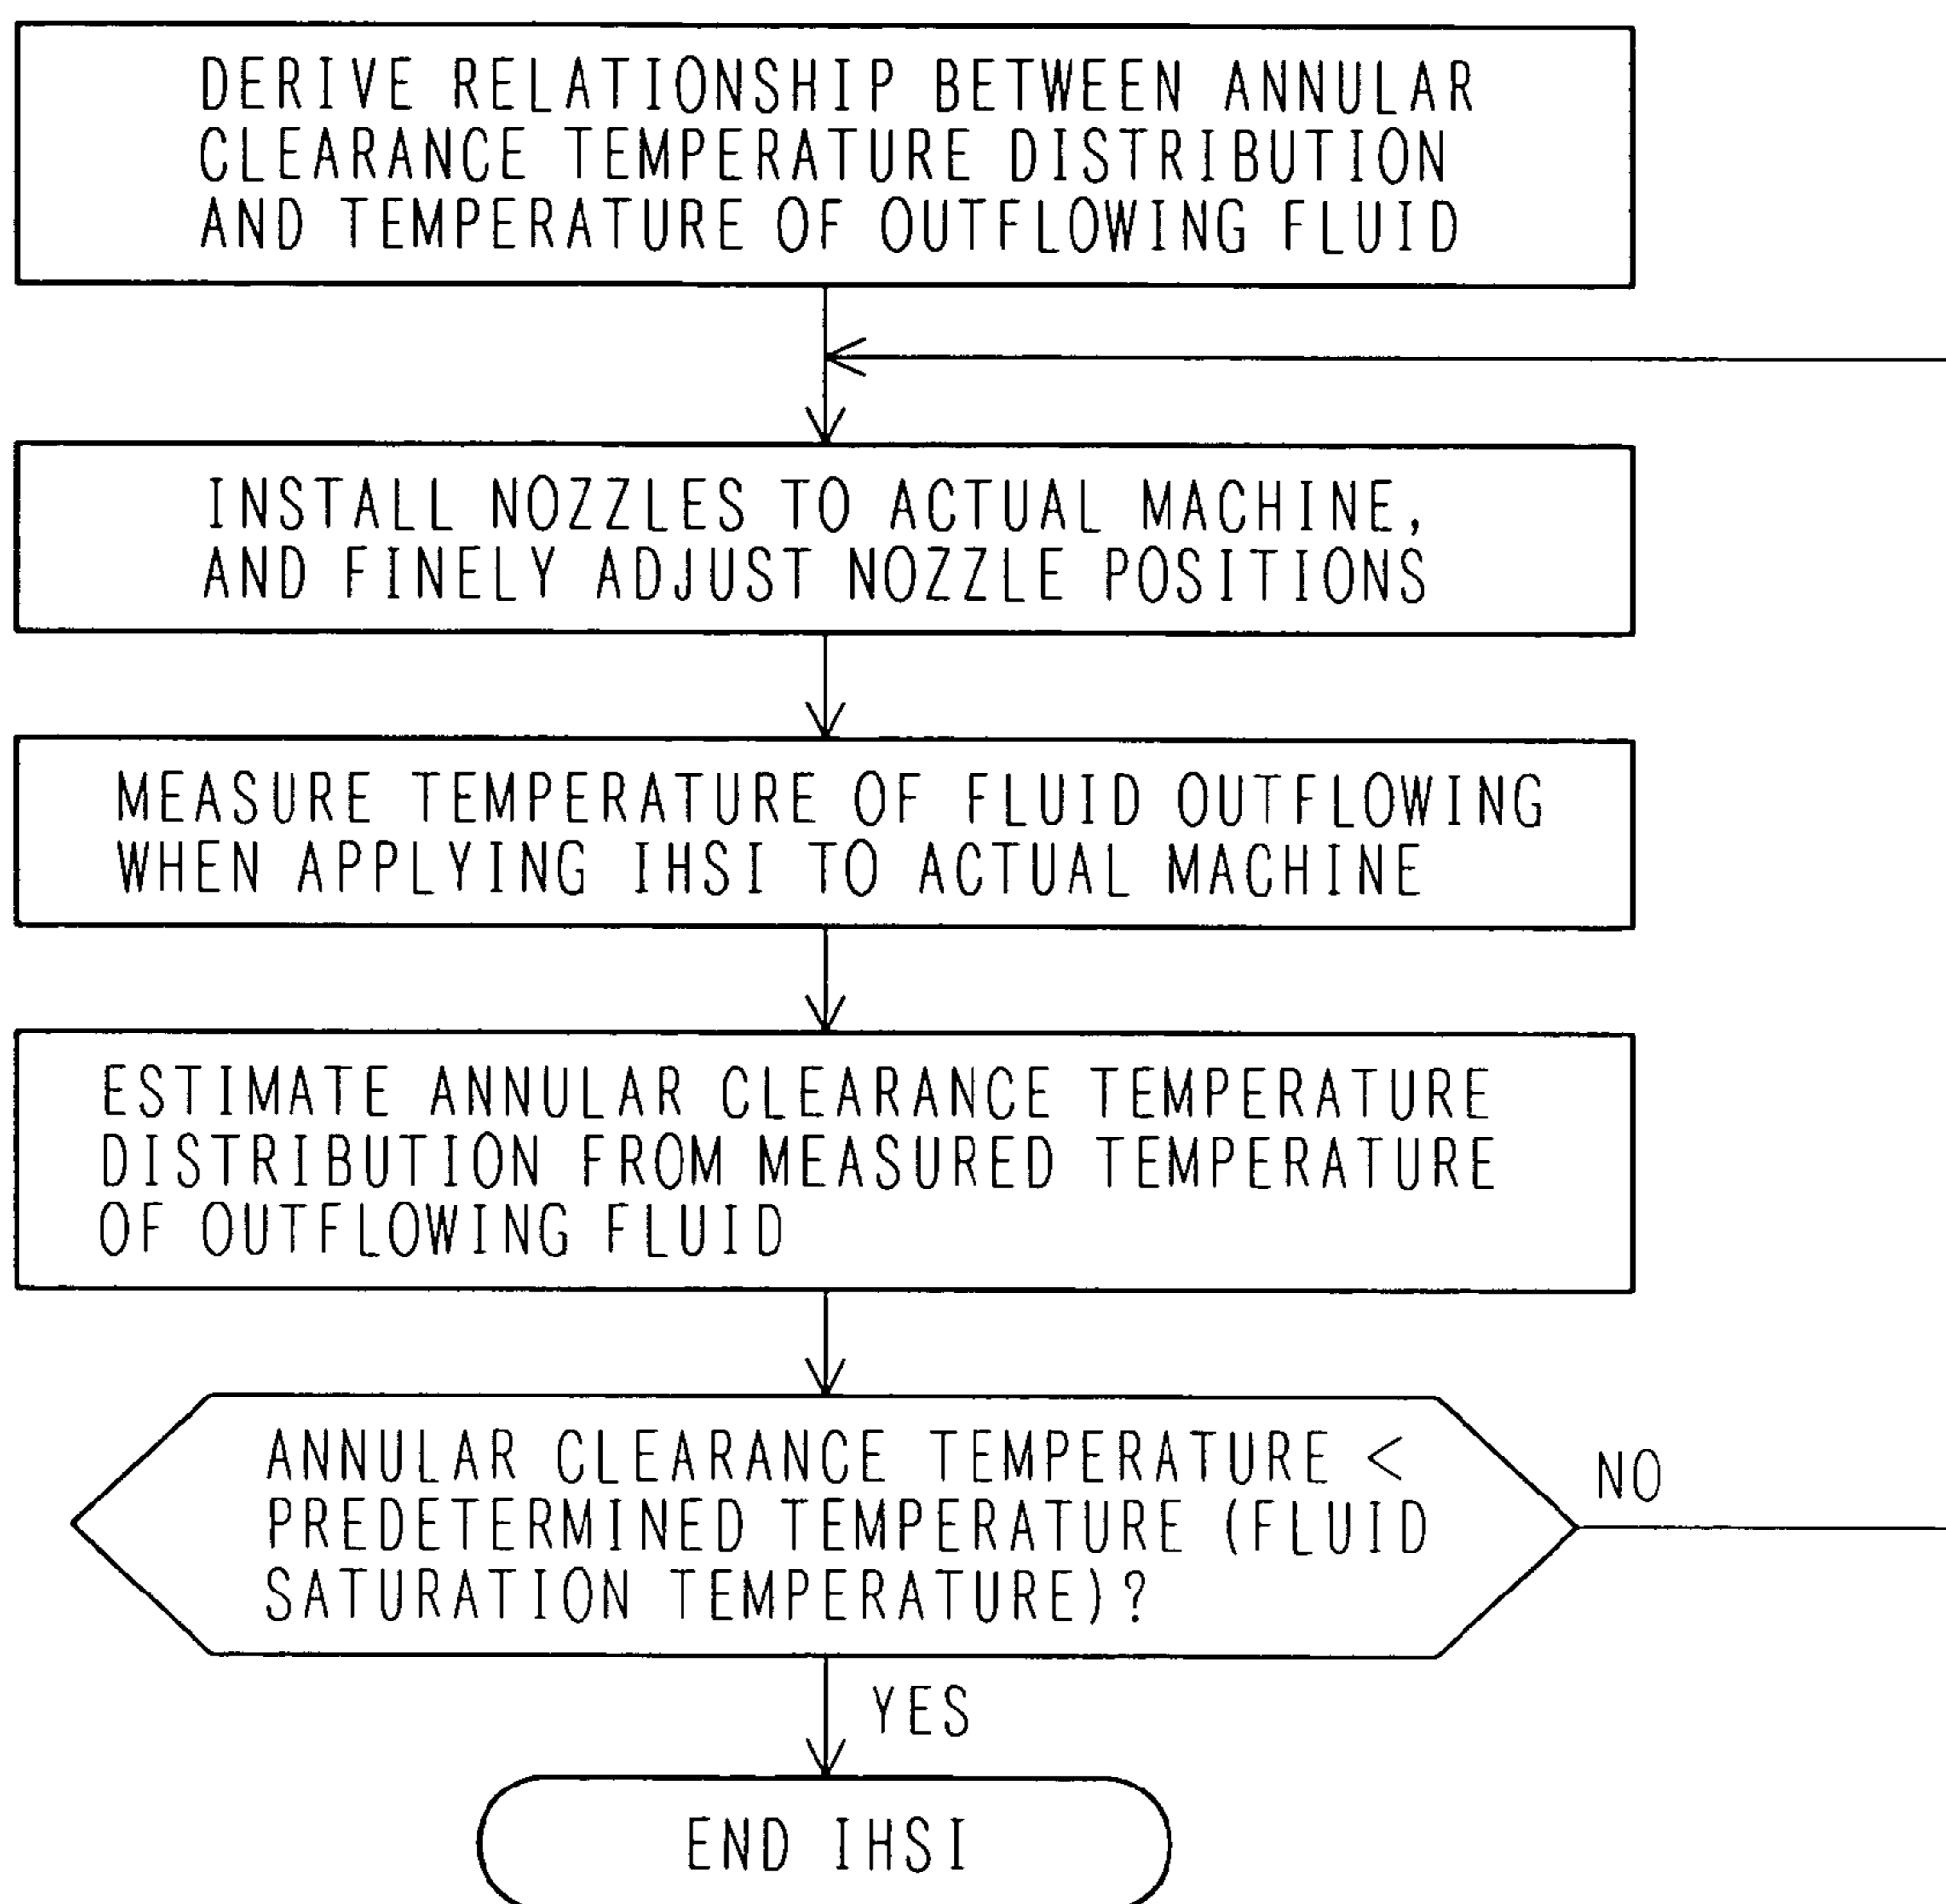 DERIVE RELATIONSHIP BETWEEN ANNULAR
CLEARANCE TEMPERATURE DISTRIBUTION
AND TEMPERATURE OF OUTFLOWING FLUID
INSTALL NOZZLES TO ACTUAL MACHINE,
AND FINELY ADJUST NOZZLE POSITIONS
MEASURE TEMPERATURE OF FLUID OUTFLOWING
WHEN APPLYING IHSI TO ACTUAL MACHINE
ESTIMATE ANNULAR CLEARANCE TEMPERATURE
DISTRIBUTION FROM MEASURED TEMPERATURE
OF OUTFLOWING FLUID
ANNULAR CLEARANCE TEMPERATURE <
PREDETERMINED TEMPERATURE (FLUID
SATURATION TEMPERATURE)?
NO
YES
END IHSI